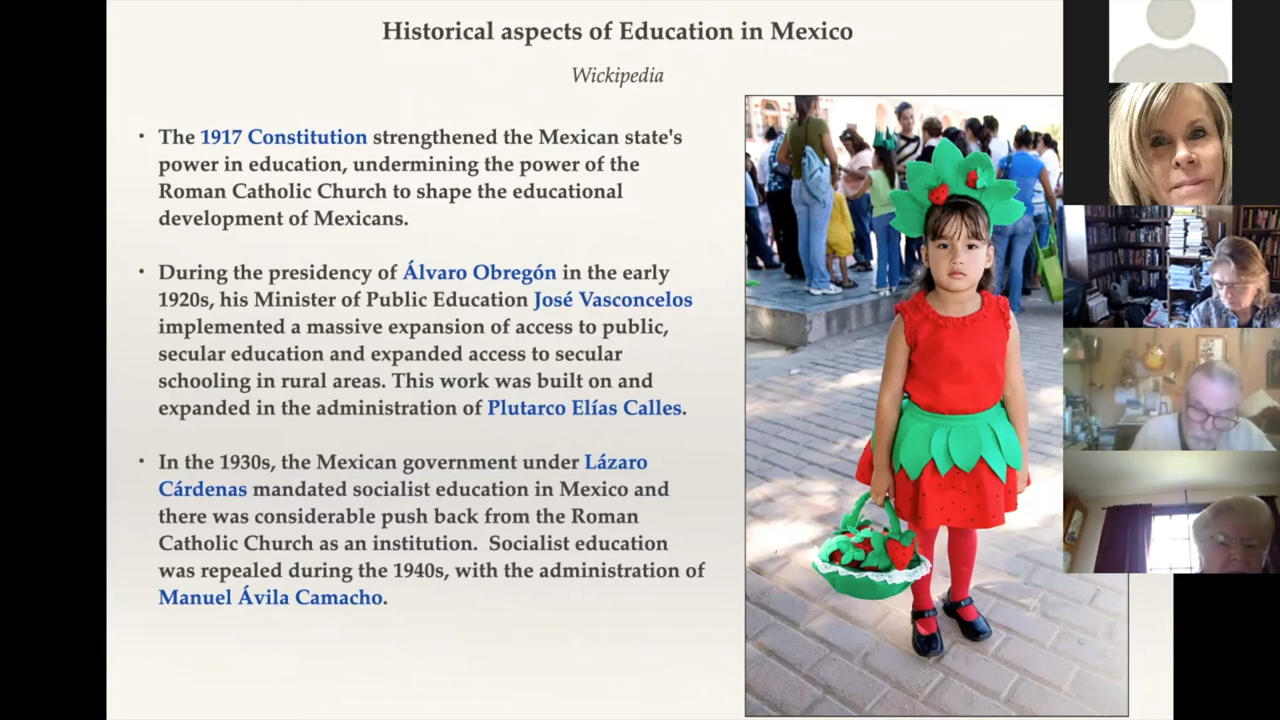 Historical aspects of Education in Mexico
Wickipedia
• The 1917 Constitution strengthened the Mexican state's
power in education, undermining the power of the
Roman Catholic Church to shape the educational
development of Mexicans.
• During the presidency of Álvaro Obregón in the early
1920s, his Minister of Public Education José Vasconcelos
implemented a massive expansion of access to public,
secular education and expanded access to secular
schooling in rural areas. This work was built on and
expanded in the administration of Plutarco Elías Calles.
• In the 1930s, the Mexican government under Lázaro
Cárdenas mandated socialist education in Mexico and
there was considerable push back from the Roman
Catholic Church as an institution. Socialist education
was repealed during the 1940s, with the administration of
Manuel Ávila Camacho.